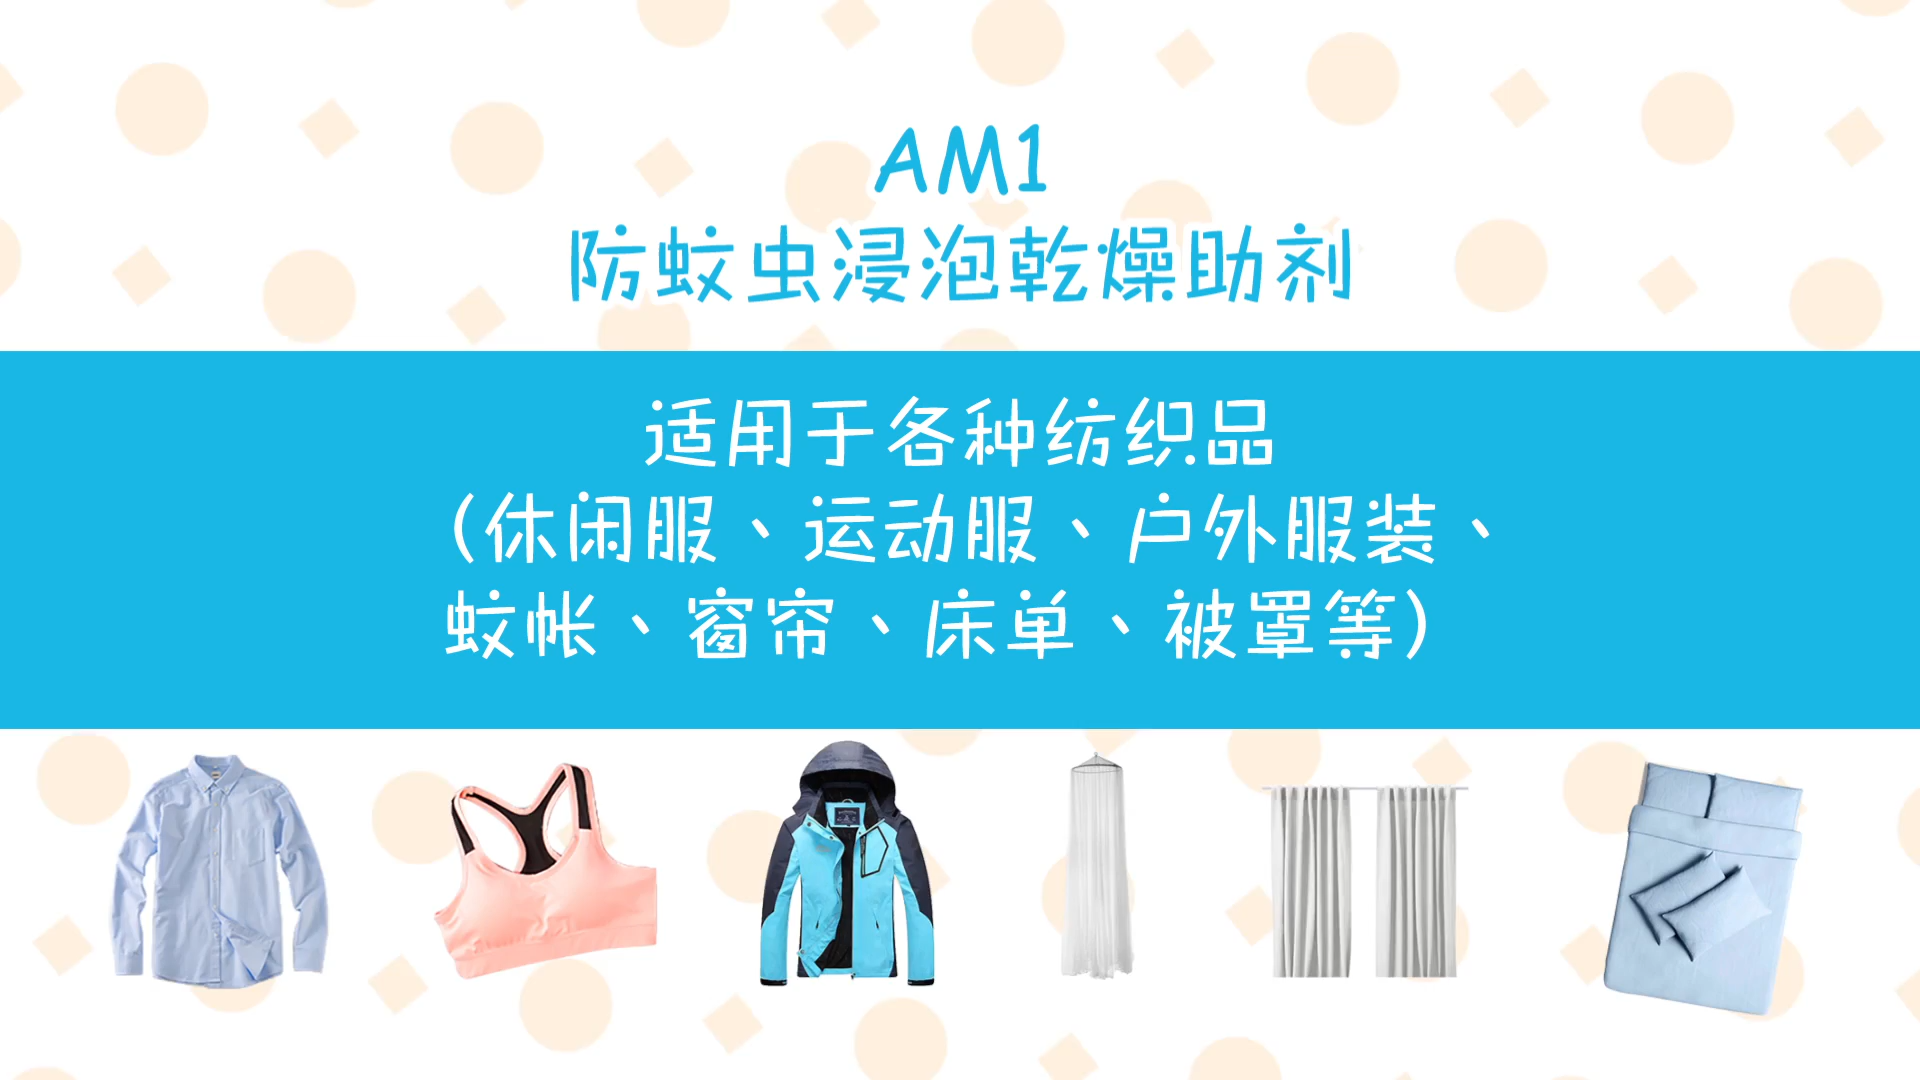 AM1
防蚊虫浸泡乾燥助剂
适用于各种纺织品
(休闲服、运动服、户外服装、
蚊帐、窗帘、床单、被罩等)